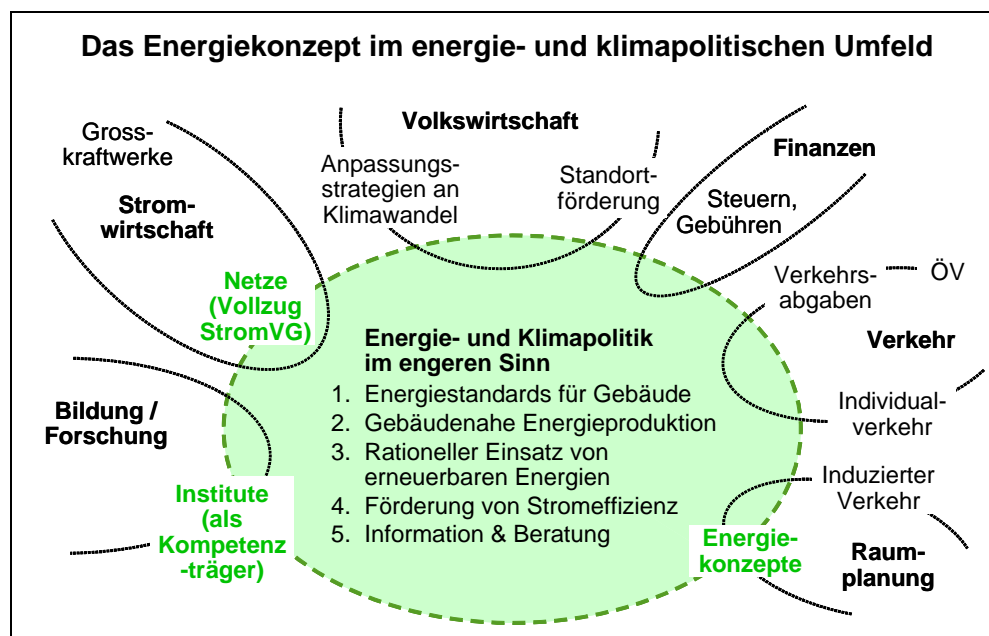 Das Energiekonzept im energie- und klimapolitischen Umfeld
Gross-
kraftwerke
Strom-
wirtschaft
Netze
(Vollzug
StromVG)
Volkswirtschaft
Anpassungs-
strategien an
Klimawandel
Standort-
förderung
Finanzen
Steuern,
Gebühren
Verkehrs-
abgaben
ÖV
Verkehr
Individual-
verkehr
Bildung /
Forschung
Institute
(als
Kompetenz
-träger)
Energie- und Klimapolitik
im engeren Sinn
1. Energiestandards für Gebäude
2. Gebäudenahe Energieproduktion
3. Rationeller Einsatz von
erneuerbaren Energien
4. Förderung von Stromeffizienz
5. Information & Beratung
Induzierter
Verkehr
Energie-
konzepte
Raum-
planung